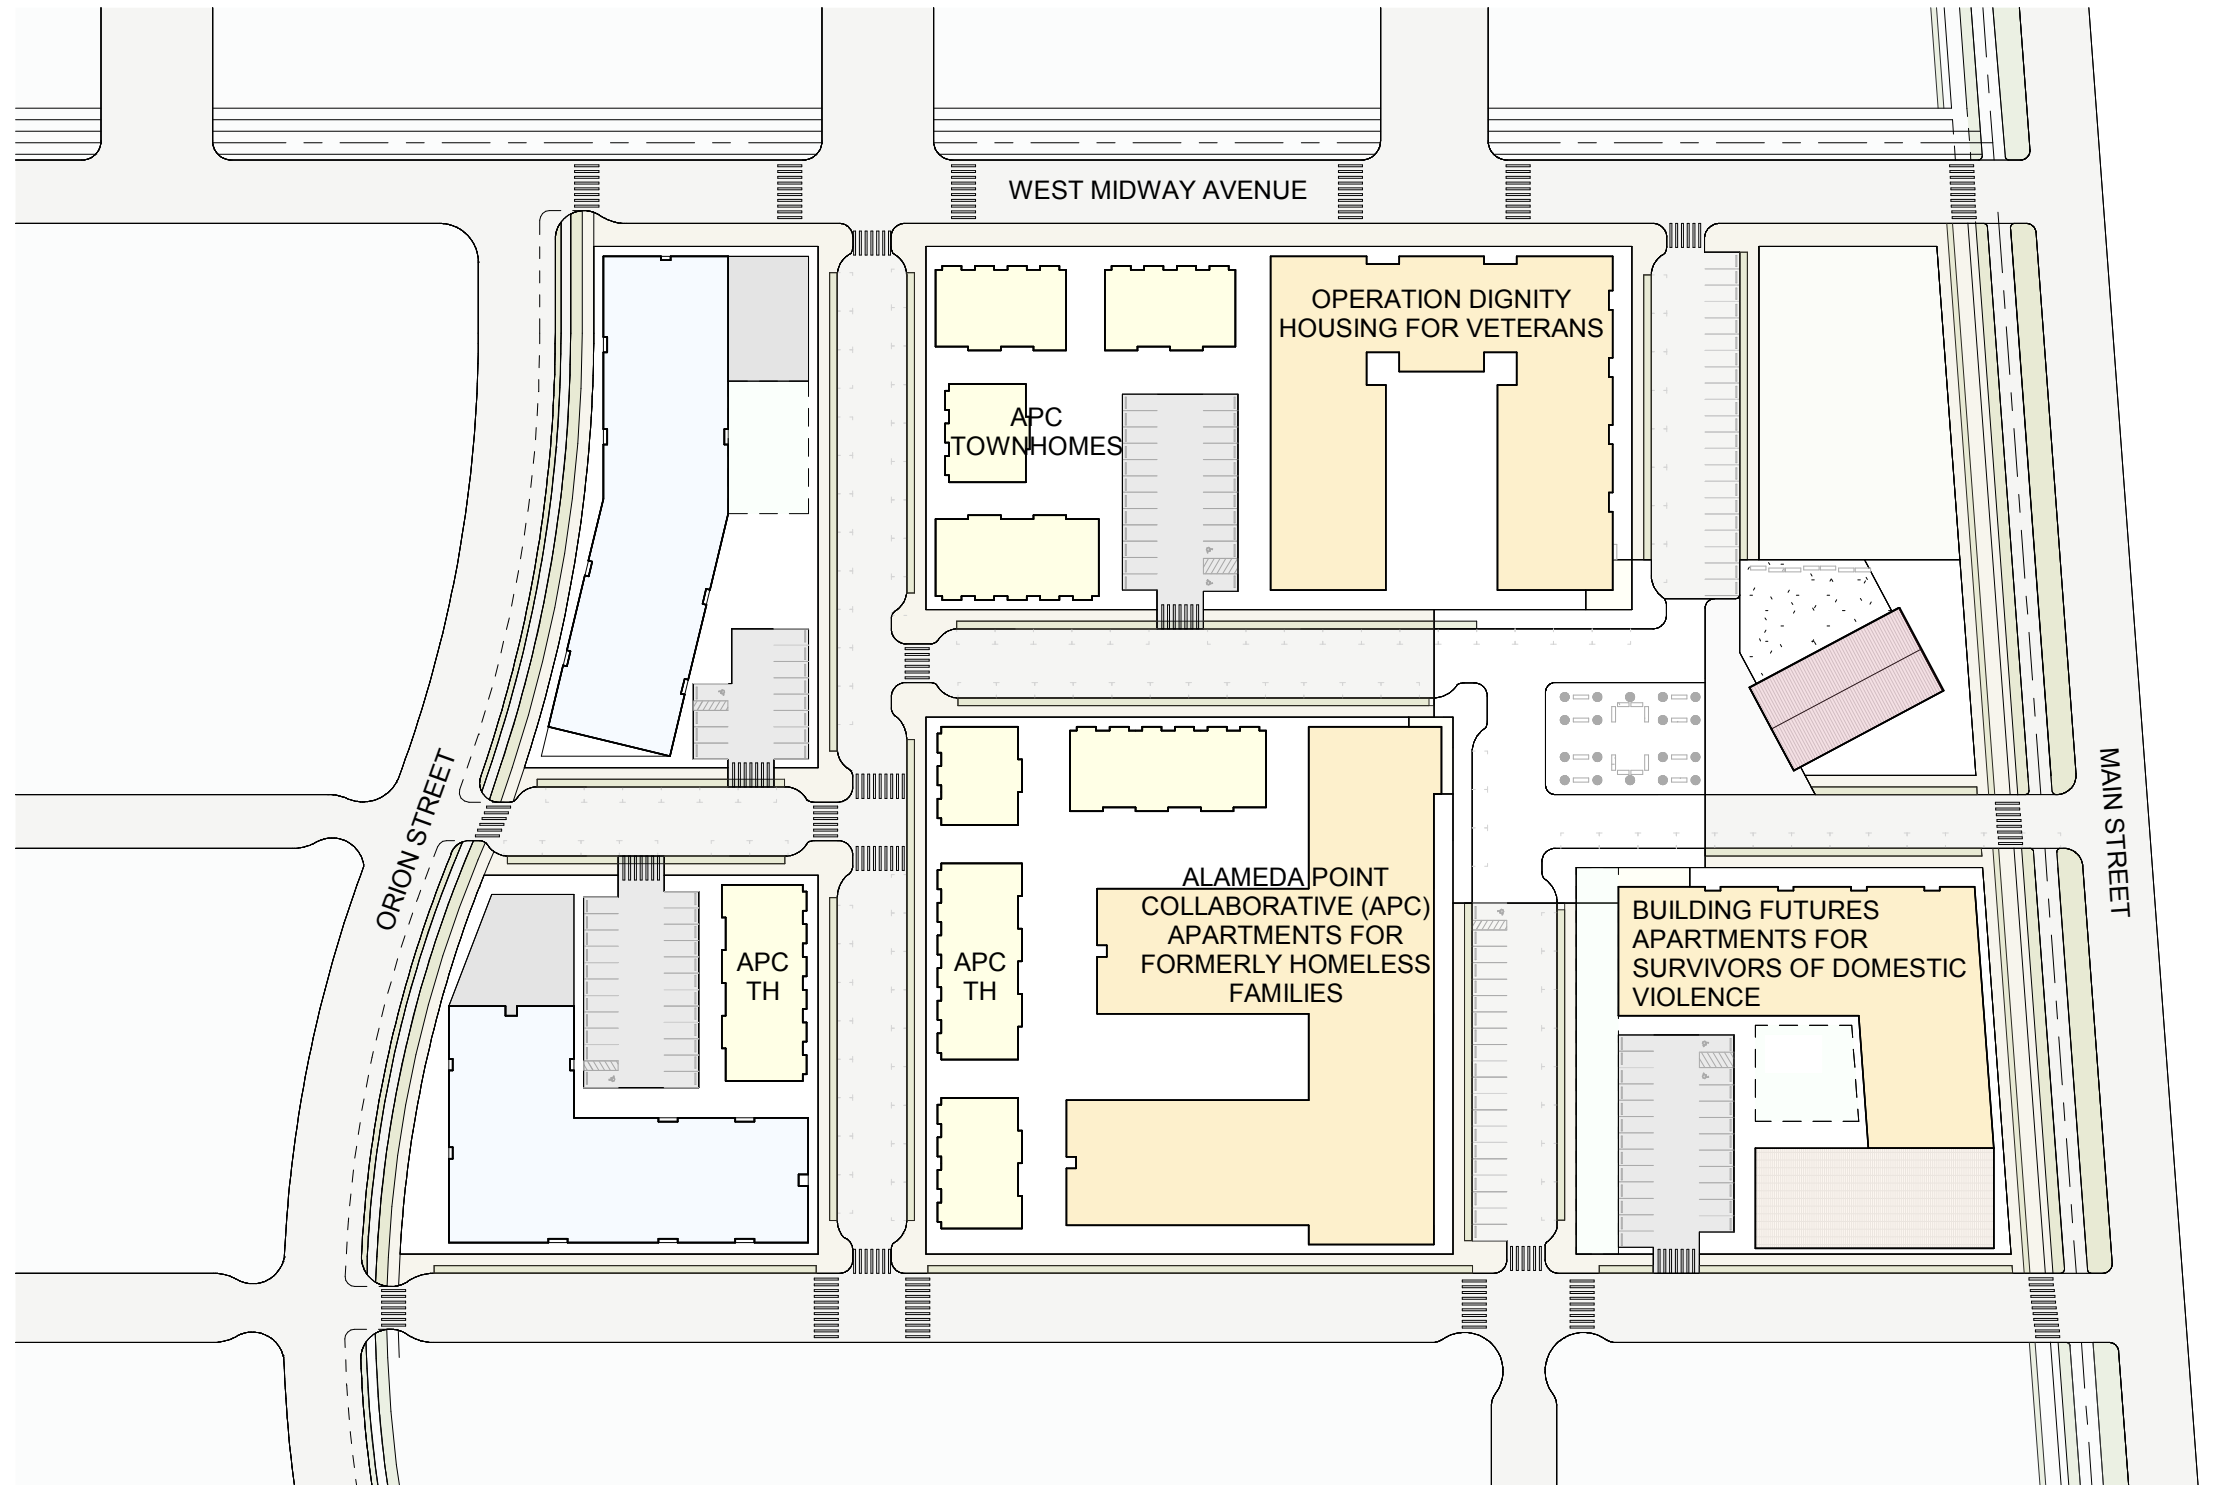 WEST MIDWAY AVENUE
OPERATION DIGNITY
HOUSING FOR VETERANS
APC
TOWNHOMES
ORION STREET
MAIN STREET
ALAMEDA POINT
COLLABORATIVE (APC)
APARTMENTS FOR
FORMERLY HOMELESS
FAMILIES
BUILDING FUTURES
APARTMENTS FOR
SURVIVORS OF DOMESTIC
VIOLENCE
APC
TH
APC
TH